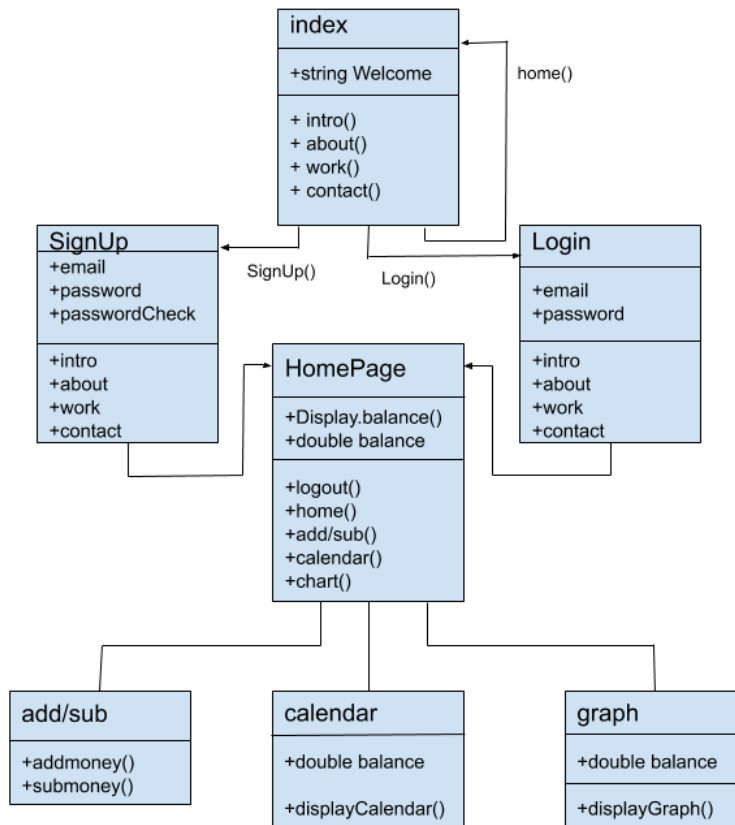 index
+string Welcome
+ intro()
+ about()
+ work()
+ contact()
home()
SignUp
+email
+password
+passwordCheck
+intro
+about
+work
+contact
SignUp()
Login()
Login
+email
+password
+intro
+about
+work
+contact
HomePage
+Display.balance()
+double balance
+logout()
+home()
+add/sub()
+calendar()
+chart()
add/sub
+addmoney()
+submoney()
calendar
+double balance
+displayCalendar()
graph
+double balance
+displayGraph()